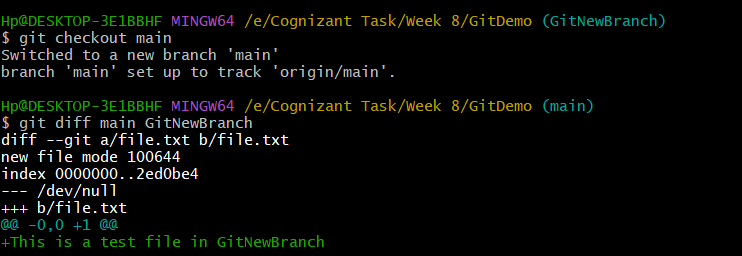 Hp@DESKTOP-3E1BBHF MINGW64 /e/Cognizant Task/Week 8/GitDemo (GitNewBranch)
$ git checkout main
Switched to a new branch 'main'
branch 'main' set up to track 'origin/main'.
Hp@DESKTOP-3E1BBHF MINGW64 /e/Cognizant Task/Week 8/GitDemo (main)
$ git diff main GitNewBranch
diff --git a/file.txt b/file.txt
new file mode 100644
index 0000000..2ed0be4
--- /dev/null
+++ b/file.txt
@@ -0,0 +1 @@
+This is a test file in GitNewBranch